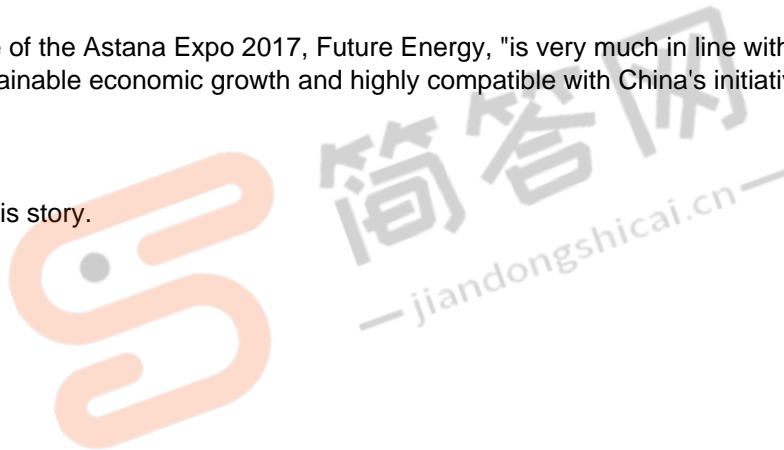 e of the Astana Expo 2017, Future Energy, "is very much in line with
ainable economic growth and highly compatible with China's initiativ
is story.
简答网
jiandongshicai.cn